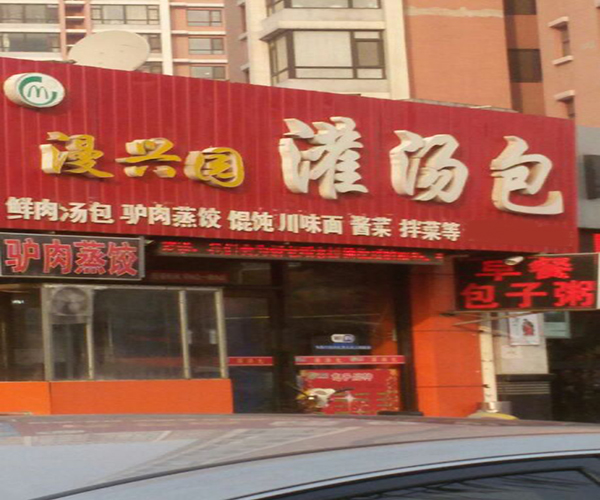 漫兴园 灌汤包
鲜肉汤包 驴肉蒸饺 馄饨 川味面 酱菜 拌菜等
驴肉蒸饺
早餐
包子粥